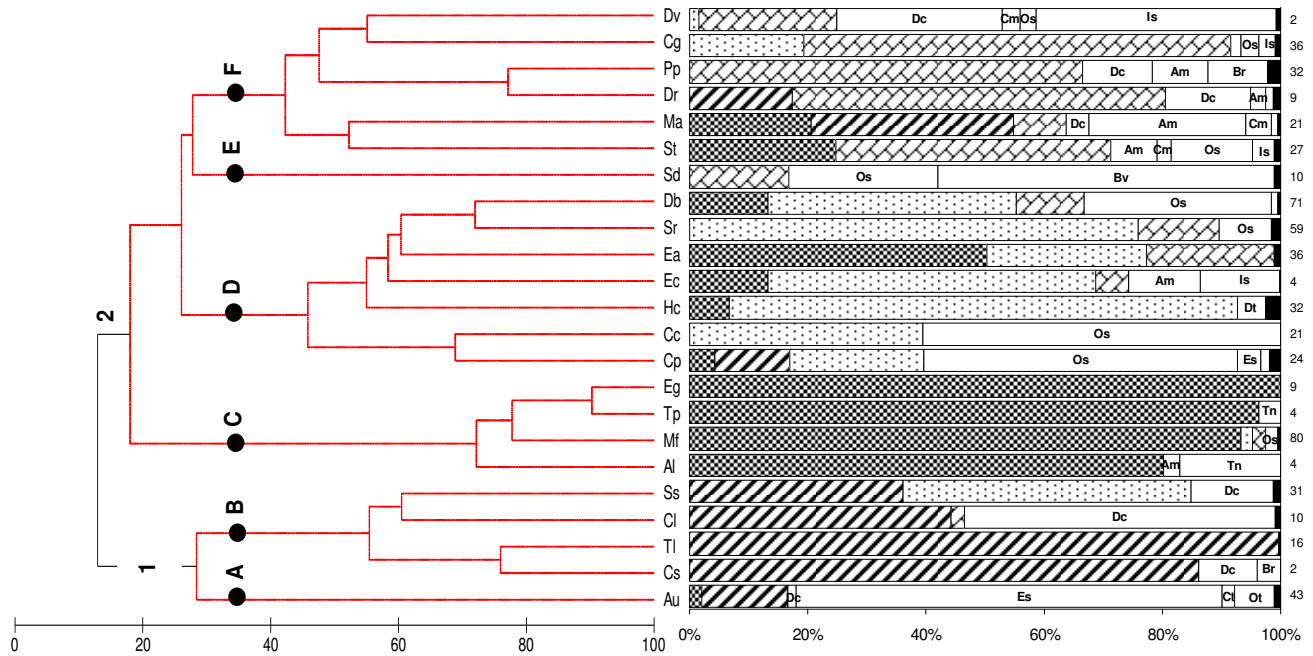 Dv Dc Cm Os Is 2
Cg Os Is 36
F
Pp Dc Am Br 32
Dr Dc Am 9
Ma Dc Am Cm 21
E
St Am Cm Os Is 27
Sd Os Bv 10
Db Os 71
Sr Os 59
Ea 36
D
Ec Am Is 4
Hc Dt 32
2
Cc Os 21
Cp Os Es 24
Eg 9
C
Tp Tn 4
Mf Os 80
Al Am Tn 4
B
Ss Dc 31
Cl Dc 10
Tl 16
1 A
Cs Dc Br 2
Au Dc Es Ct Ot 43
0 20 40 60 80 100 0% 20% 40% 60% 80% 100%